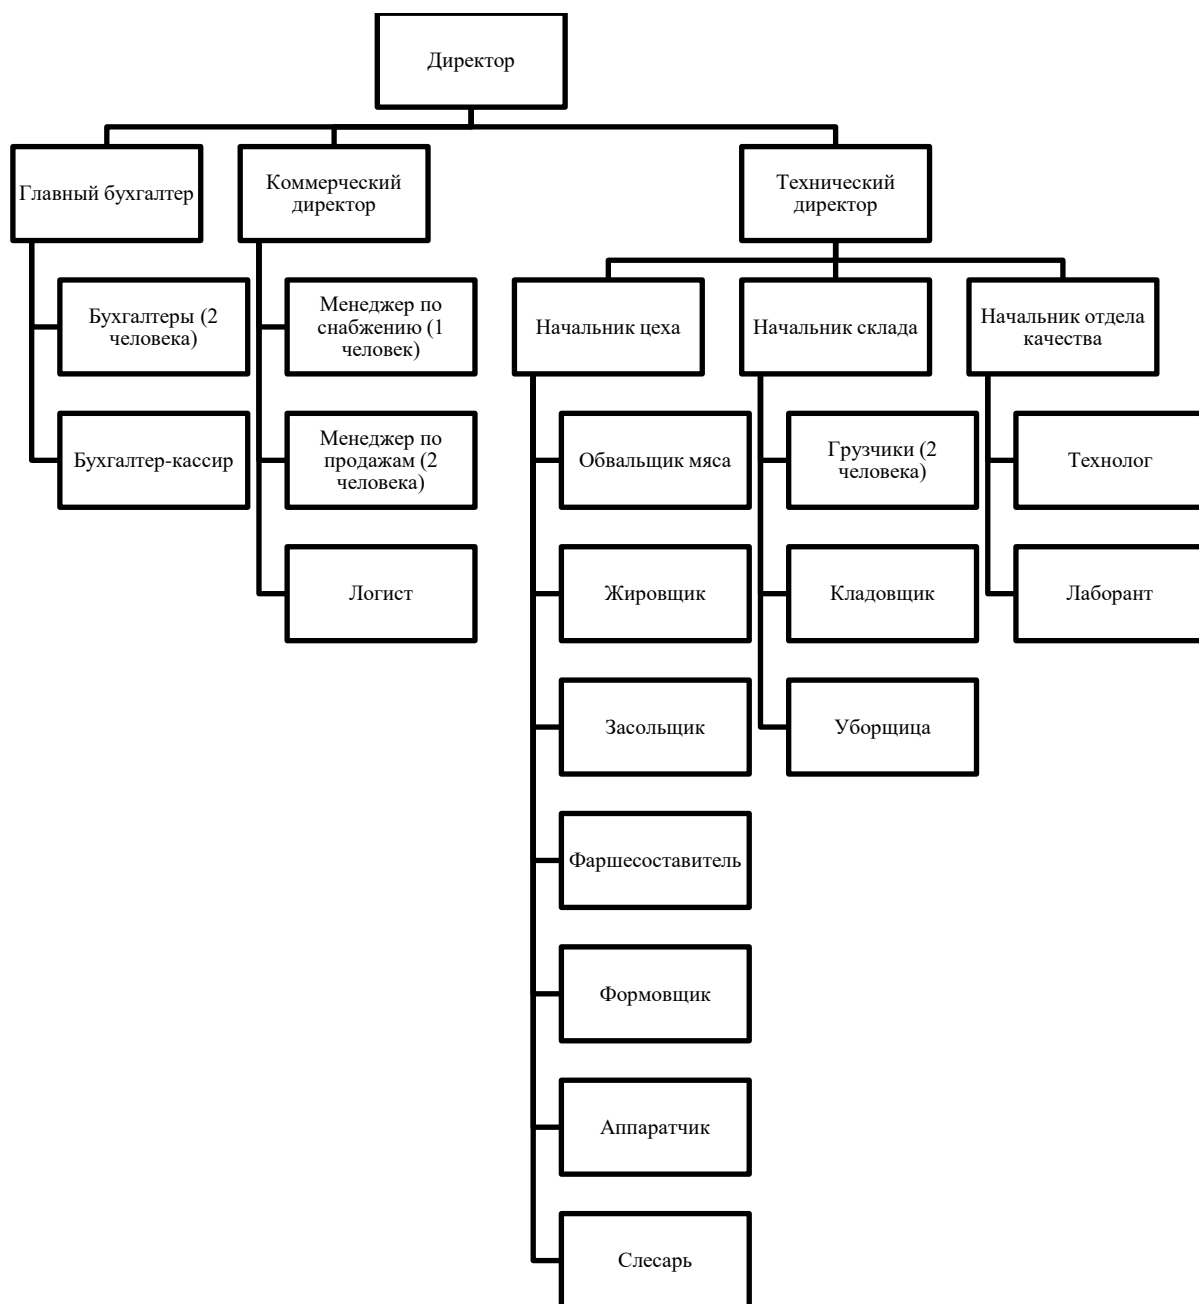 Директор
Главный бухгалтер
Коммерческий
директор
Технический
директор
Бухгалтеры (2
человека)
Менеджер по
снабжению (1
человек)
Начальник цеха
Начальник склада
Начальник отдела
качества
Бухгалтер-кассир
Менеджер по
продажам (2
человека)
Обвальщик мяса
Грузчики (2
человека)
Технолог
Логист
Жировщик
Кладовщик
Лаборант
Засольщик
Уборщица
Фаршесоставитель
Формовщик
Аппаратчик
Слесарь